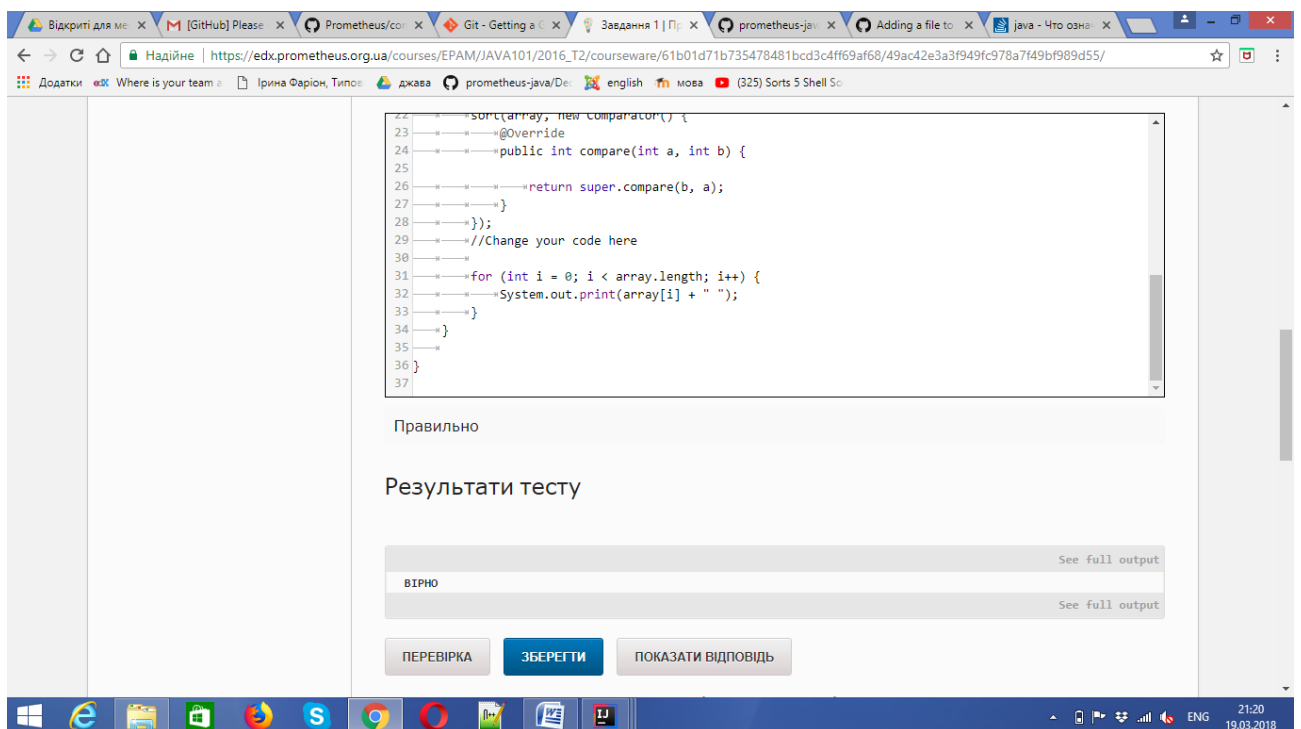 Відкриті для ме
[GitHub] Please
Prometheus/cor
Git - Getting a C
Завдання 1 | Пр
prometheus-jav
Adding a file to
java - Что озна
Надійне | https://edx.prometheus.org.ua/courses/EPAM/JAVA101/2016_T2/courseware/61b01d71b735478481bcd3c4ff69af68/49ac42e3a3f949fc978a7f49bf989d55/
Додатки edX Where is your team a Ірина Фаріон, Типов джава prometheus-java/Dec english мова (325) Sorts 5 Shell So
22 sort(array, new Comparator() {
23 @Override
24 public int compare(int a, int b) {
25
26 return super.compare(b, a);
27 }
28 });
29 //Change your code here
30
31 for (int i = 0; i < array.length; i++) {
32 System.out.print(array[i] + " ");
33 }
34 }
35
36 }
37
Правильно
Результати тесту
See full output
ВІРНО
See full output
ПЕРЕВІРКА ЗБЕРЕГТИ ПОКАЗАТИ ВІДПОВІДЬ
ENG 21:20
19.03.2018